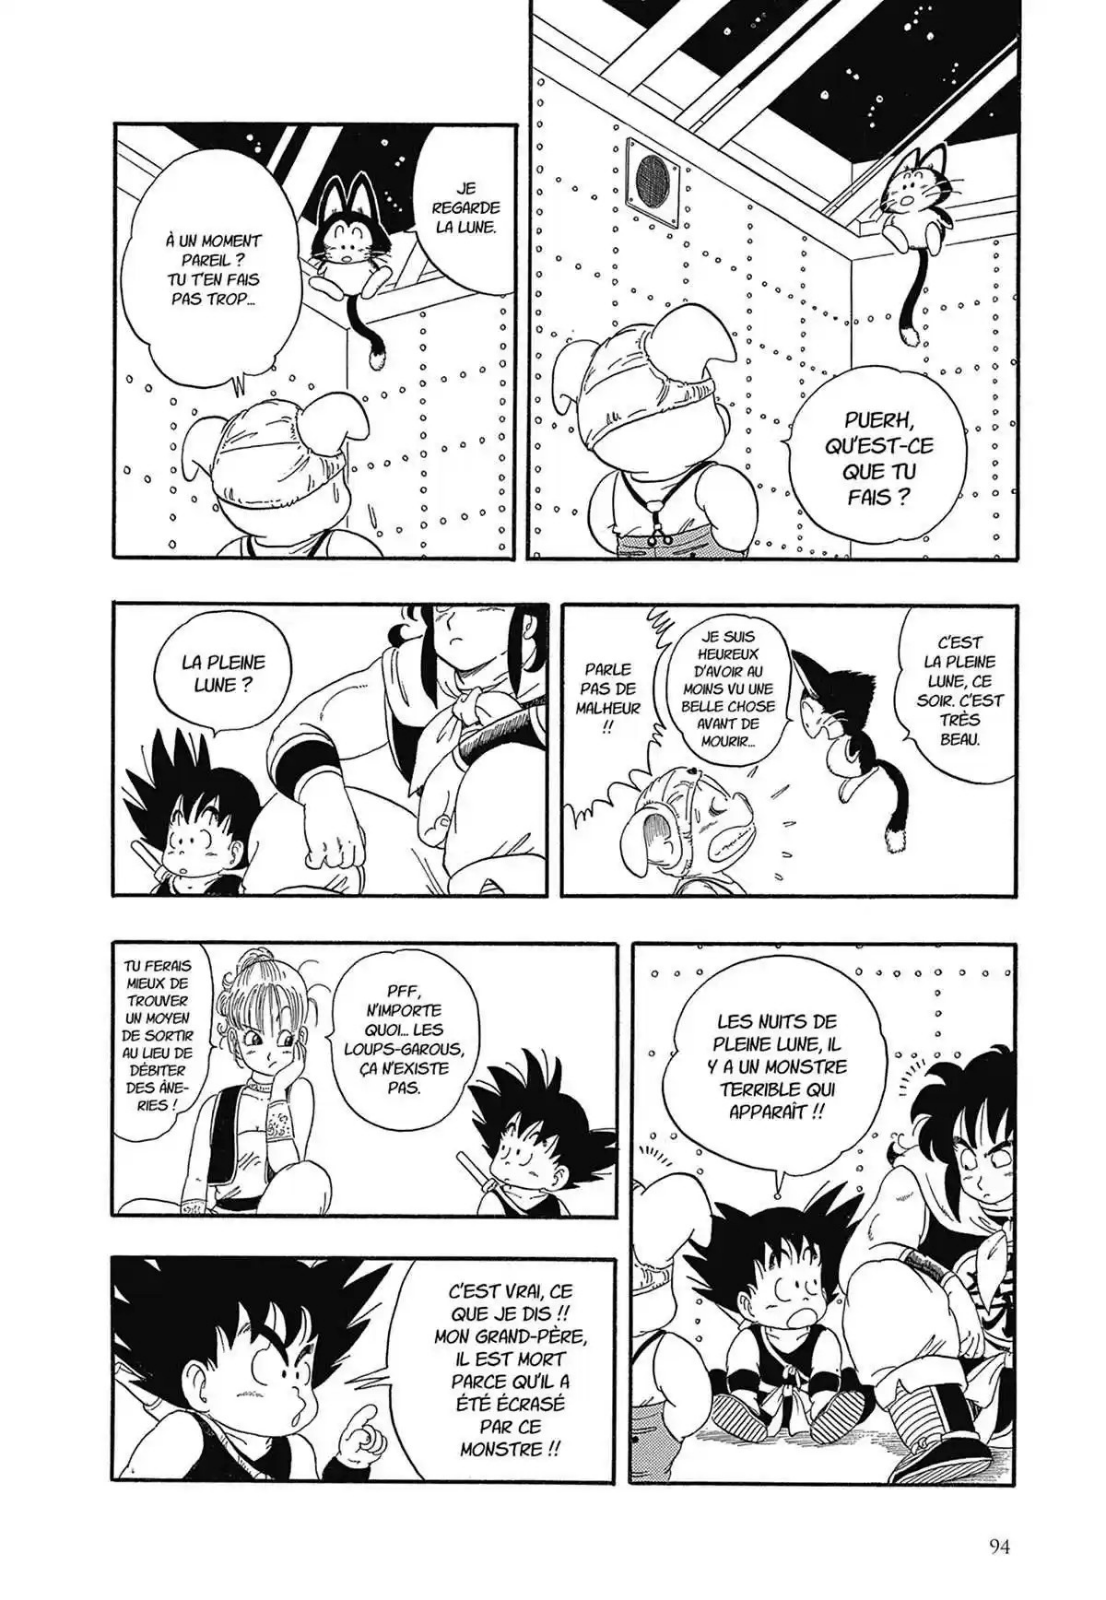 PUERH,
QU'EST-CE
QUE TU
FAIS ?
JE
REGARDE
LA LUNE.
À UN MOMENT
PAREIL ?
TU T'EN FAIS
PAS TROP...
C'EST
LA PLEINE
LUNE, CE
SOIR. C'EST
TRÈS
BEAU.
JE SUIS
HEUREUX
D'AVOIR AU
MOINS VU UNE
BELLE CHOSE
AVANT DE
MOURIR...
PARLE
PAS DE
MALHEUR
!!
LA PLEINE
LUNE ?
LES NUITS DE
PLEINE LUNE, IL
Y A UN MONSTRE
TERRIBLE QUI
APPARAÎT !!
PFF,
N'IMPORTE
QUOI... LES
LOUPS-GAROUS,
ÇA N'EXISTE
PAS.
TU FERAIS
MIEUX DE
TROUVER
UN MOYEN
DE SORTIR
AU LIEU DE
DÉBITER
DES ÂNE-
RIES !
C'EST VRAI, CE
QUE JE DIS !!
MON GRAND-PÈRE,
IL EST MORT
PARCE QU'IL A
ÉTÉ ÉCRASÉ
PAR CE
MONSTRE !!
94